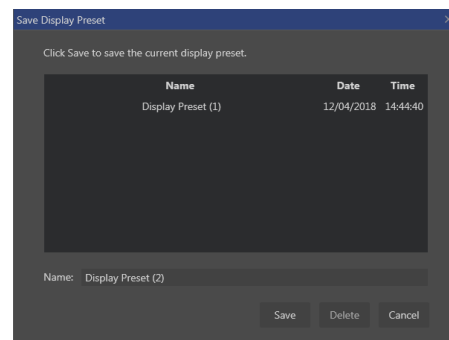 Save Display Preset
Click Save to save the current display preset.
Name Date Time
Display Preset (1) 12/04/2018 14:44:40
Name: Display Preset (2)
Save Delete Cancel